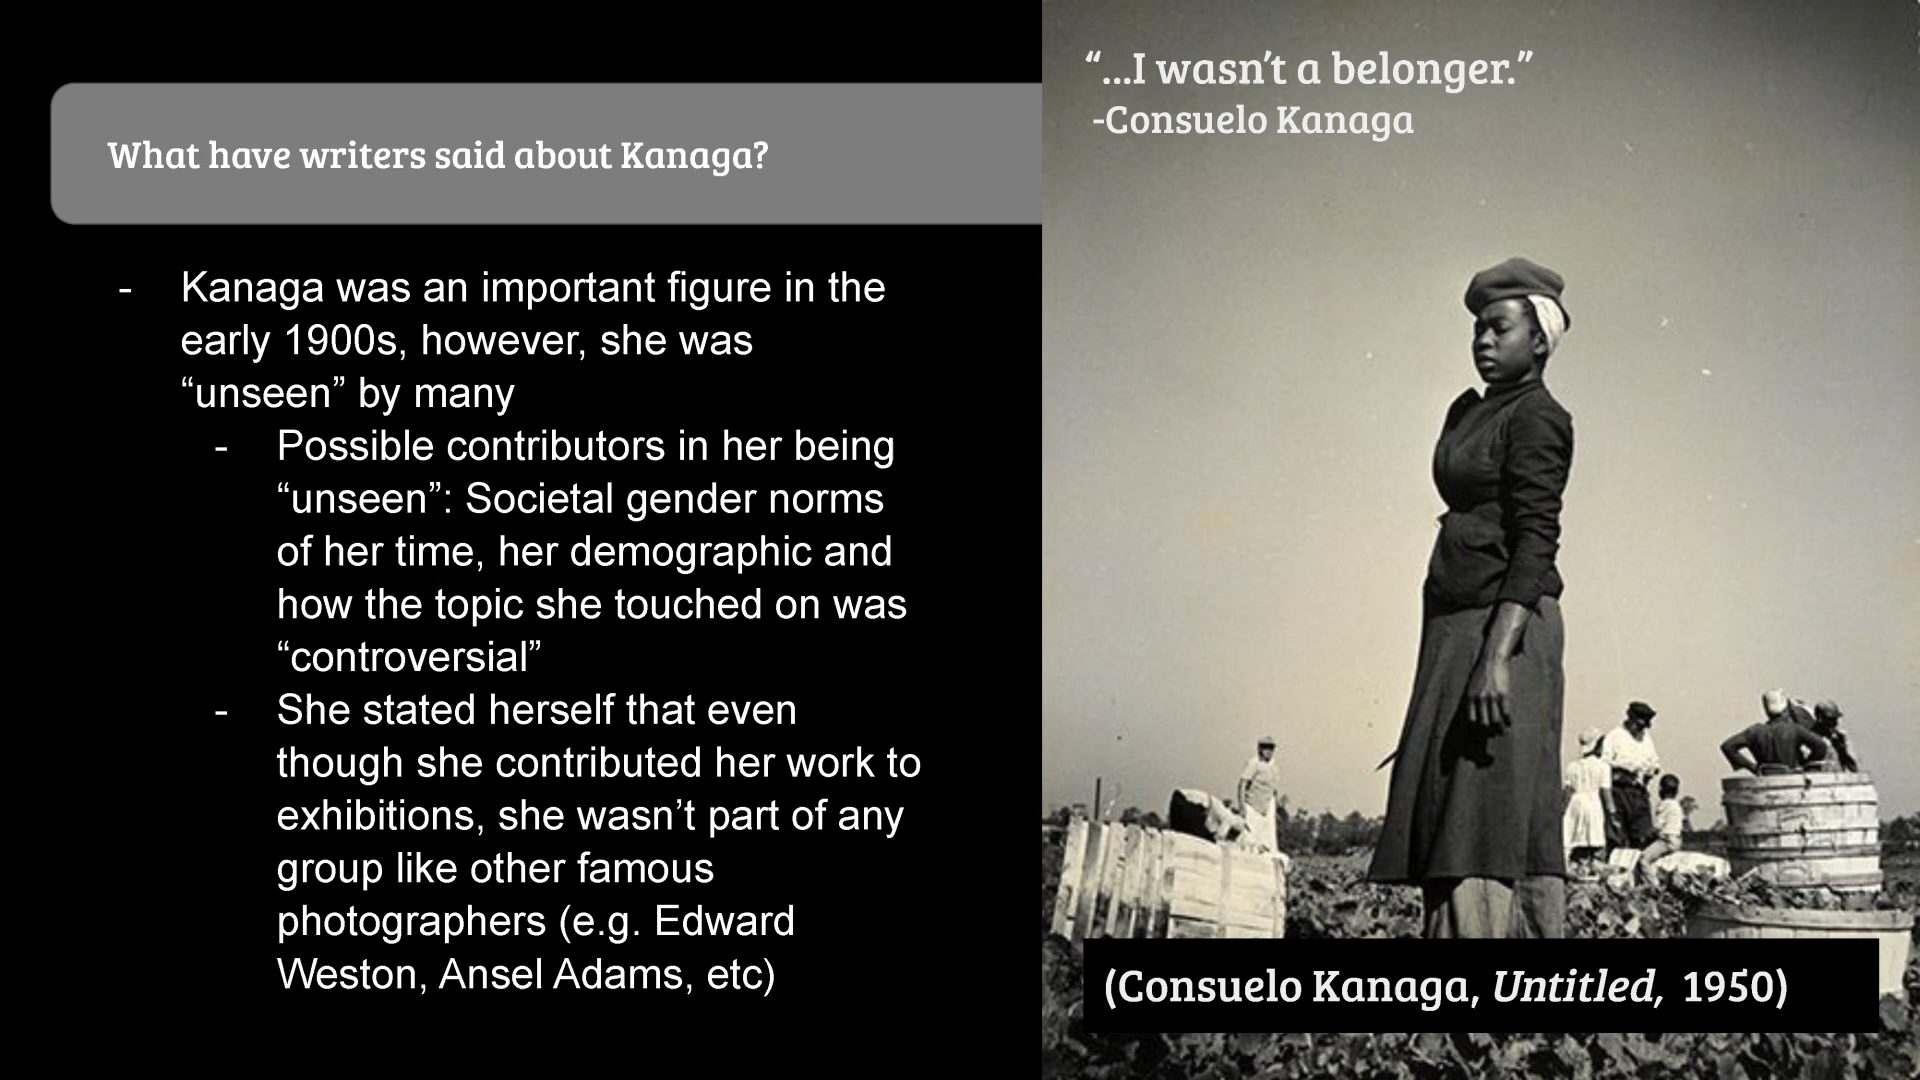 What have writers said about Kanaga?
- Kanaga was an important figure in the
early 1900s, however, she was
“unseen” by many
- Possible contributors in her being
“unseen”: Societal gender norms
of her time, her demographic and
how the topic she touched on was
“controversial”
- She stated herself that even
though she contributed her work to
exhibitions, she wasn’t part of any
group like other famous
photographers (e.g. Edward
Weston, Ansel Adams, etc)
“...I wasn’t a belonger.”
-Consuelo Kanaga
(Consuelo Kanaga, Untitled, 1950)